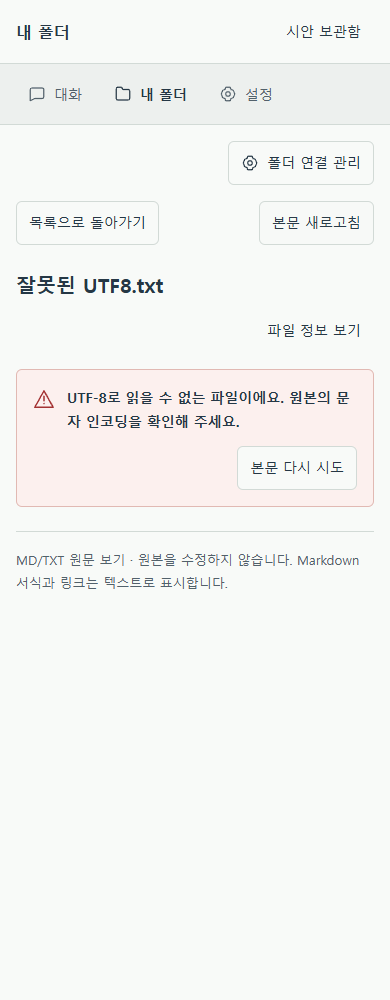 내 폴더
시안 보관함
대화
내 폴더
설정
폴더 연결 관리
목록으로 돌아가기
본문 새로고침
잘못된 UTF8.txt
파일 정보 보기
UTF-8로 읽을 수 없는 파일이에요. 원본의 문
자 인코딩을 확인해 주세요.
본문 다시 시도
MD/TXT 원문 보기 · 원본을 수정하지 않습니다. Markdown
서식과 링크는 텍스트로 표시합니다.